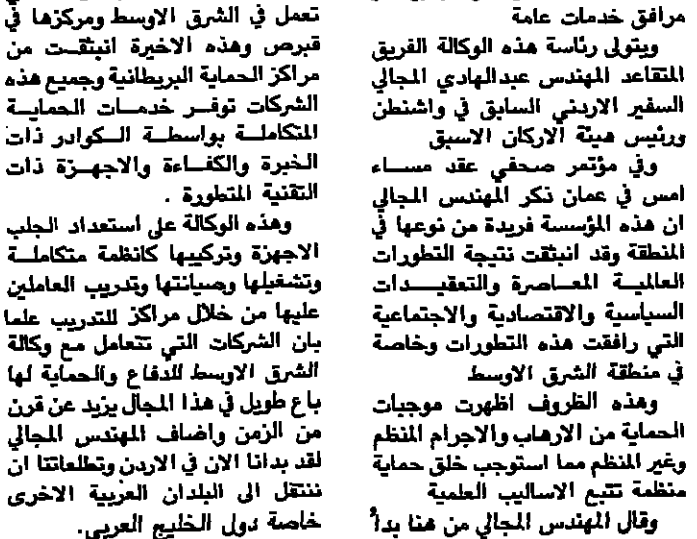 مرافق خدمات عامة
ويتولى رئاسة هذه الوكالة الفريق
المتقاعد المهندس عبدالهادي المجالي
السفير الاردني السابق في واشنطن
ورئيس هيئة الاركان الاسبق
وفي مؤتمر صحفي عقد مساء
امس في عمان ذكر المهندس المجالي
ان هذه المؤسسة فريدة من نوعها في
المنطقة وقد انبثقت نتيجة التطورات
العالمية المعاصرة والتعقيدات
السياسية والاقتصادية والاجتماعية
التي رافقت هذه التطورات وخاصة
في منطقة الشرق الاوسط
وهذه الظروف اظهرت موجبات
الحماية من الارهاب والاجرام المنظم
وغير المنظم مما استوجب خلق حماية
منظمة تتبع الاساليب العلمية
وقال المهندس المجالي من هنا بدأ
تعمل في الشرق الاوسط ومركزها في
قبرص وهذه الاخيرة انبثقت من
مراكز الحماية البريطانية وجميع هذه
الشركات توفر خدمات الحماية
المتكاملة بواسطة الكوادر ذات
الخبرة والكفاءة والاجهزة ذات
التقنية المتطورة .
وهذه الوكالة على استعداد الجلب
الاجهزة وتركيبها كانظمة متكاملة
وتشغيلها وصيانتها وتدريب العاملين
عليها من خلال مراكز للتدريب علما
بان الشركات التي تتعامل مع وكالة
الشرق الاوسط للدفاع والحماية لها
باع طويل في هذا المجال يزيد عن قرن
من الزمن واضاف المهندس المجالي
لقد بدانا الان في الاردن وتطلعاتنا ان
ننتقل الى البلدان العربية الاخرى
خاصة دول الخليج العربي.